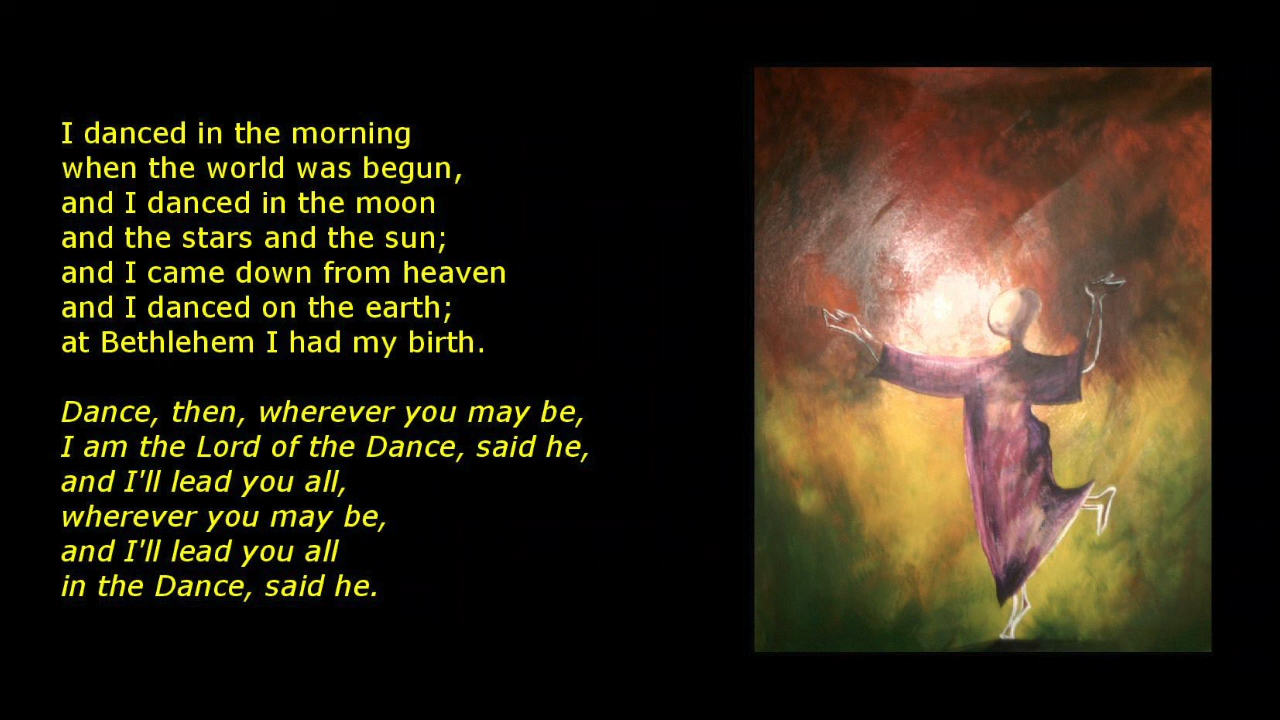 I danced in the morning
when the world was begun,
and I danced in the moon
and the stars and the sun;
and I came down from heaven
and I danced on the earth;
at Bethlehem I had my birth.
Dance, then, wherever you may be,
I am the Lord of the Dance, said he,
and I'll lead you all,
wherever you may be,
and I'll lead you all
in the Dance, said he.